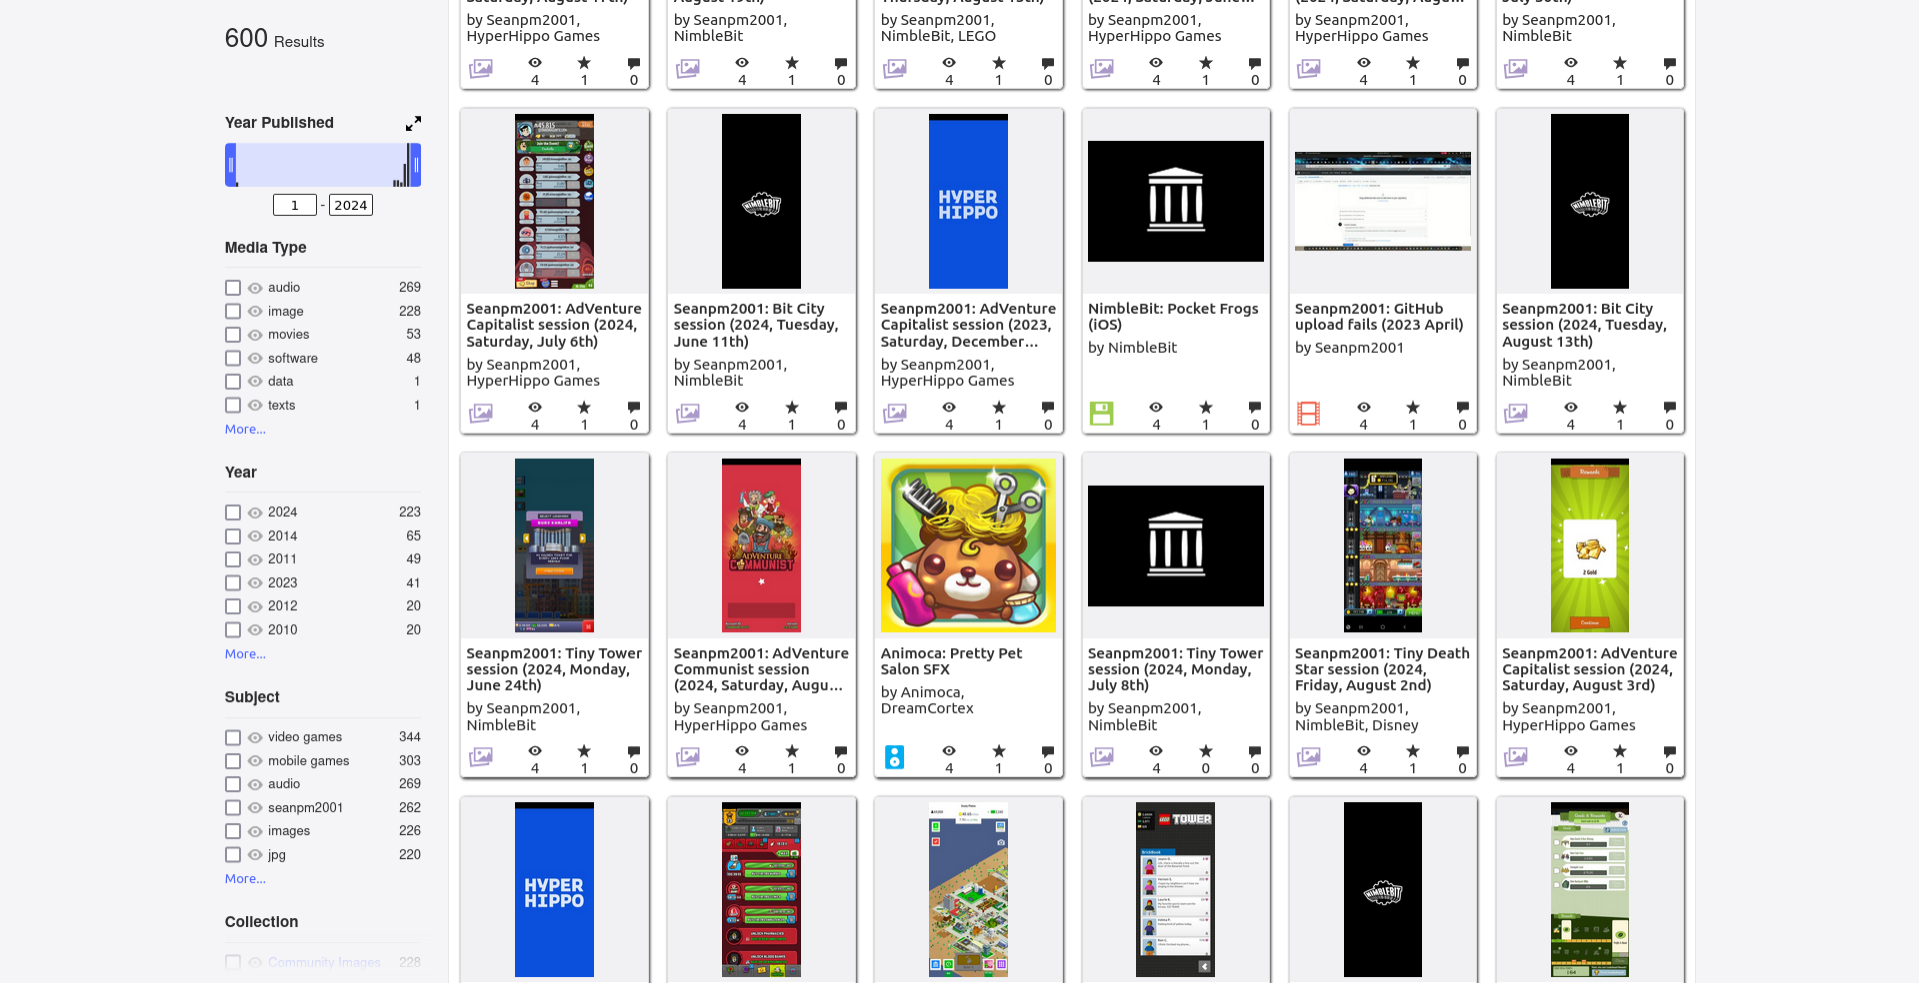 600 Results
Year Published
1 - 2024
Media Type
audio 269
image 228
movies 53
software 48
data 1
texts 1
More...
Year
2024 223
2014 65
2011 49
2023 41
2012 20
2010 20
More...
Subject
video games 344
mobile games 303
audio 269
seanpm2001 262
images 226
jpg 220
More...
Collection
Community Images 228
by Seanpm2001,
HyperHippo Games
4 1 0
by Seanpm2001,
NimbleBit
4 1 0
by Seanpm2001,
NimbleBit, LEGO
4 1 0
by Seanpm2001,
HyperHippo Games
4 1 0
by Seanpm2001,
HyperHippo Games
4 1 0
by Seanpm2001,
NimbleBit
4 1 0
Seanpm2001: AdVenture
Capitalist session (2024,
Saturday, July 6th)
by Seanpm2001,
HyperHippo Games
4 1 0
NIMBLEBIT
Seanpm2001: Bit City
session (2024, Tuesday,
June 11th)
by Seanpm2001,
NimbleBit
4 1 0
HYPER
HIPPO
Seanpm2001: AdVenture
Capitalist session (2023,
Saturday, December...
by Seanpm2001,
HyperHippo Games
4 1 0
NimbleBit: Pocket Frogs
(iOS)
by NimbleBit
4 1 0
Seanpm2001: GitHub
upload fails (2023 April)
by Seanpm2001
4 1 0
NIMBLEBIT
Seanpm2001: Bit City
session (2024, Tuesday,
August 13th)
by Seanpm2001,
NimbleBit
4 1 0
Seanpm2001: Tiny Tower
session (2024, Monday,
June 24th)
by Seanpm2001,
NimbleBit
4 1 0
ADVENTURE
COMMUNIST
Seanpm2001: AdVenture
Communist session
(2024, Saturday, Augu...
by Seanpm2001,
HyperHippo Games
4 1 0
Animoca: Pretty Pet
Salon SFX
by Animoca,
DreamCortex
4 1 0
Seanpm2001: Tiny Tower
session (2024, Monday,
July 8th)
by Seanpm2001,
NimbleBit
4 0 0
Seanpm2001: Tiny Death
Star session (2024,
Friday, August 2nd)
by Seanpm2001,
NimbleBit, Disney
4 1 0
Rewards
2 Gold
Continue
Seanpm2001: AdVenture
Capitalist session (2024,
Saturday, August 3rd)
by Seanpm2001,
HyperHippo Games
4 1 0
HYPER
HIPPO
LEGO TOWER
NIMBLEBIT